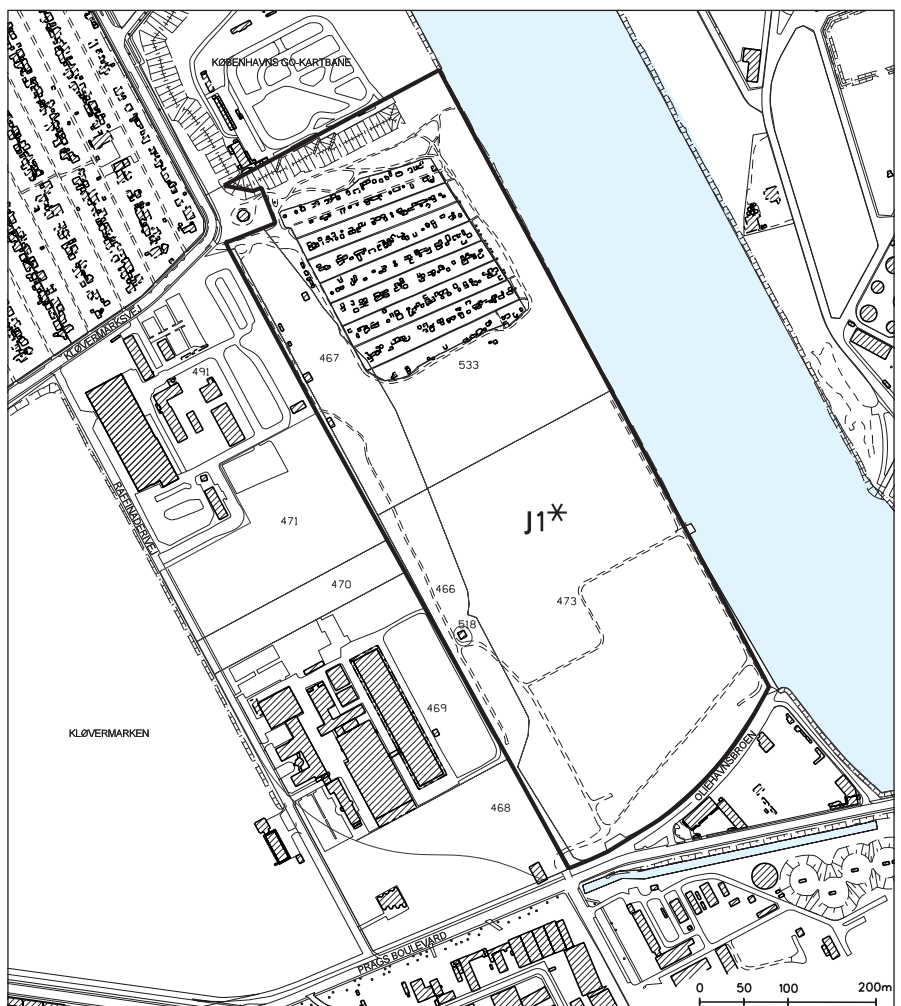 KØBENHAVNS GO-KARTBANE
KLØVERMARKSVEJ
467
533
491
RAFFINADERIVEJ
471
J1*
470
466
473
518
469
KLØVERMARKEN
OLIEHAVNSBROEN
468
PRAGS BOULEVARD
0 50 100 200m